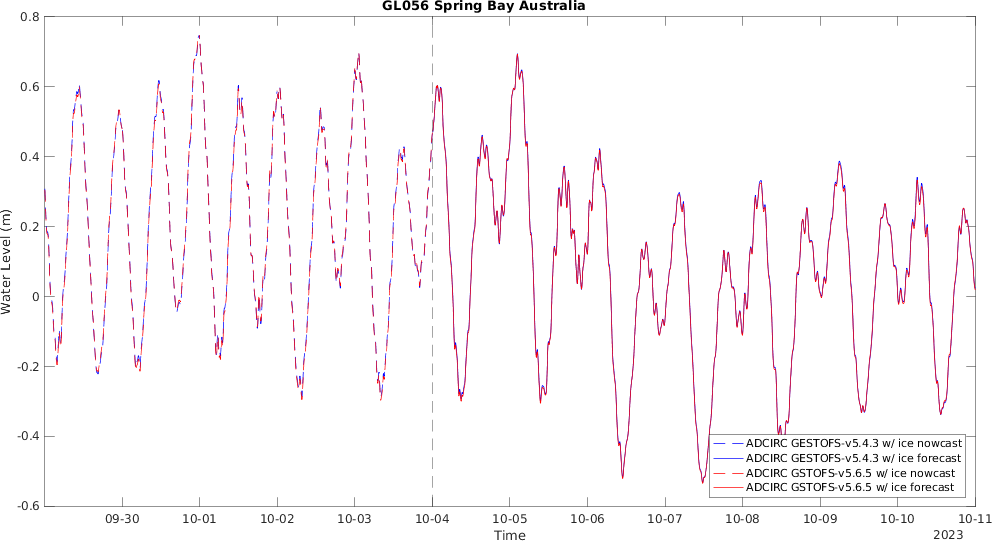 GL056 Spring Bay Australia
Water Level (m)
0.8
0.6
0.4
0.2
0
-0.2
-0.4
-0.6
ADCIRC GESTOFS-v5.4.3 w/ ice nowcast
ADCIRC GESTOFS-v5.4.3 w/ ice forecast
ADCIRC GSTOFS-v5.6.5 w/ ice nowcast
ADCIRC GSTOFS-v5.6.5 w/ ice forecast
09-30 10-01 10-02 10-03 10-04 10-05 10-06 10-07 10-08 10-09 10-10 10-11
Time
2023